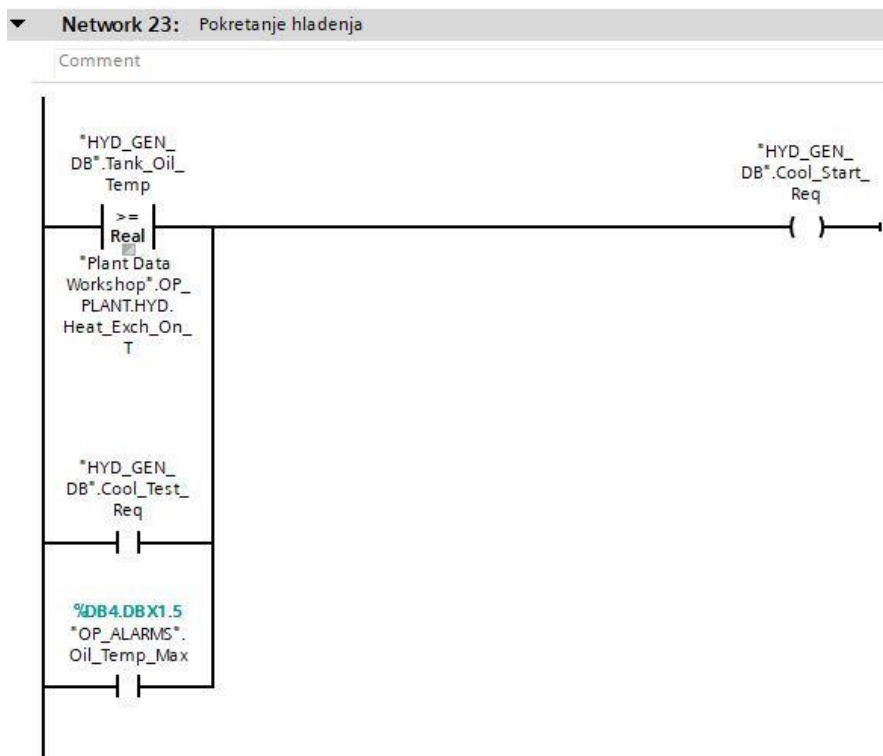 Network 23: Pokretanje hladenja
Comment
"HYD_GEN_
DB".Tank_Oil_
Temp
>=
Real
"Plant Data
Workshop".OP_
PLANT.HYD.
Heat_Exch_On_
T
"HYD_GEN_
DB".Cool_Start_
Req
"HYD_GEN_
DB".Cool_Test_
Req
%DB4.DBX1.5
"OP_ALARMS".
Oil_Temp_Max